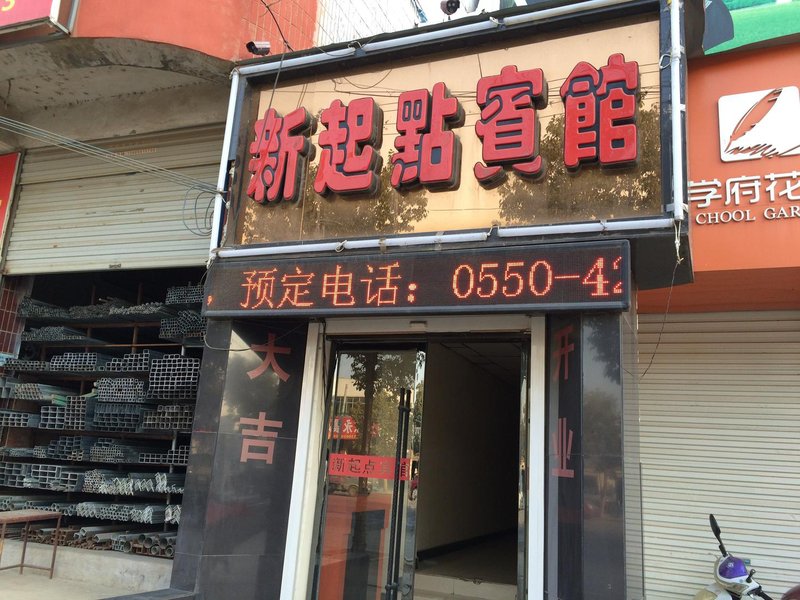 新起點賓館
学府花
CHOOL GAR
预定电话：0550-42
大吉
开业
新起点